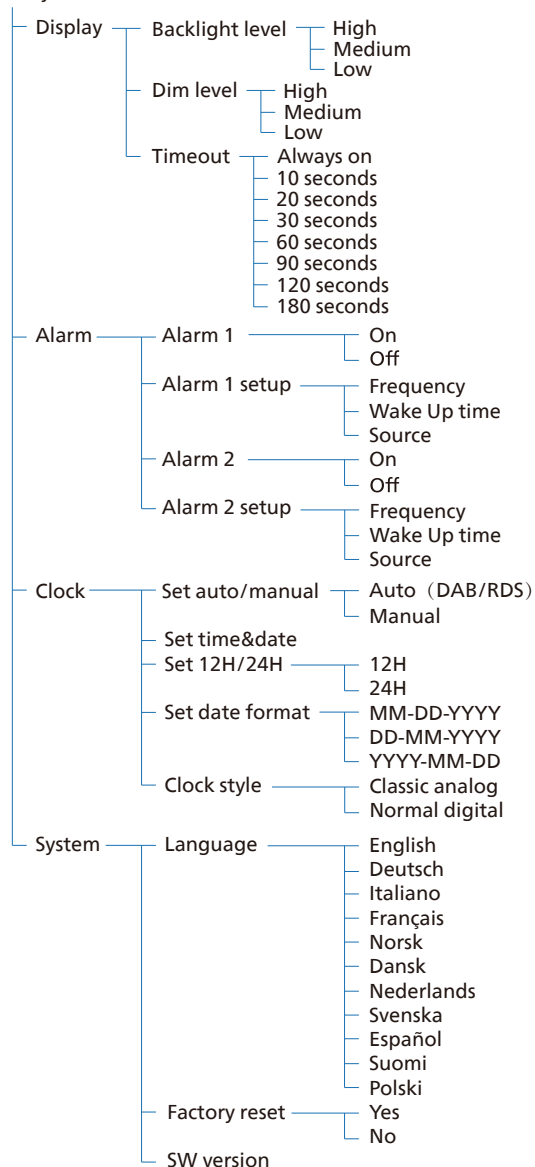 Display Backlight level High
Medium
Low
Dim level High
Medium
Low
Timeout Always on
10 seconds
20 seconds
30 seconds
60 seconds
90 seconds
120 seconds
180 seconds
Alarm Alarm 1 On
Off
Alarm 1 setup Frequency
Wake Up time
Source
Alarm 2 On
Off
Alarm 2 setup Frequency
Wake Up time
Source
Clock Set auto/manual Auto（DAB/RDS）
Manual
Set time&date
Set 12H/24H 12H
24H
Set date format MM-DD-YYYY
DD-MM-YYYY
YYYY-MM-DD
Clock style Classic analog
Normal digital
System Language English
Deutsch
Italiano
Français
Norsk
Dansk
Nederlands
Svenska
Español
Suomi
Polski
Factory reset Yes
No
SW version